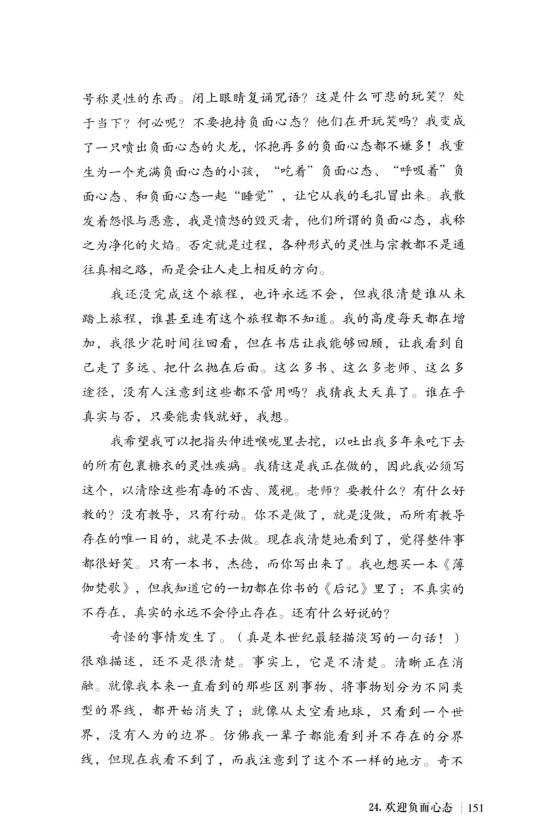 号称灵性的东西。闭上眼睛复诵咒语？这是什么可悲的玩笑？处
于当下？何必呢？不要抱持负面心态？他们在开玩笑吗？我变成
了一只喷出负面心态的火龙，怀抱再多的负面心态都不嫌多！我重
生为一个充满负面心态的小孩，“吃着”负面心态、“呼吸着”负
面心态、和负面心态一起“睡觉”，让它从我的毛孔冒出来。我散
发着怨恨与恶意，我是愤怒的毁灭者，他们所谓的负面心态，我称
之为净化的火焰。否定就是过程，各种形式的灵性与宗教都不是通
往真相之路，而是会让人走上相反的方向。
我还没完成这个旅程，也许永远不会，但我很清楚谁从未
踏上旅程，谁甚至连有这个旅程都不知道。我的高度每天都在增
加，我很少花时间往回看，但在书店让我能够回顾，让我看到自
己走了多远、把什么抛在后面。这么多书、这么多老师、这么多
途径，没有人注意到这些都不管用吗？我猜我太天真了。谁在乎
真实与否，只要能卖钱就好，我想。
我希望我可以把指头伸进喉咙里去挖，以吐出我多年来吃下去
的所有包裹糖衣的灵性疾病。我猜这是我正在做的，因此我必须写
这个，以清除这些有毒的不齿、蔑视。老师？要教什么？有什么好
教的？没有教导，只有行动。你不是做了，就是没做，而所有教导
存在的唯一目的，就是不去做。现在我清楚地看到了，觉得整件事
都很好笑。只有一本书，杰德，而你写出来了。我也想买一本《薄
伽梵歌》，但我知道它的一切都在你书的《后记》里了：不真实的
不存在，真实的永远不会停止存在。还有什么好说的？
奇怪的事情发生了。（真是本世纪最轻描淡写的一句话！）
很难描述，还不是很清楚。事实上，它是不清楚。清晰正在消
融。就像我本来一直看到的那些区别事物、将事物划分为不同类
型的界线，都开始消失了；就像从太空看地球，只看到一个世
界，没有人为的边界。仿佛我一辈子都能看到并不存在的分界
线，但现在我看不到了，而我注意到了这个不一样的地方。奇不
24. 欢迎负面心态 | 151